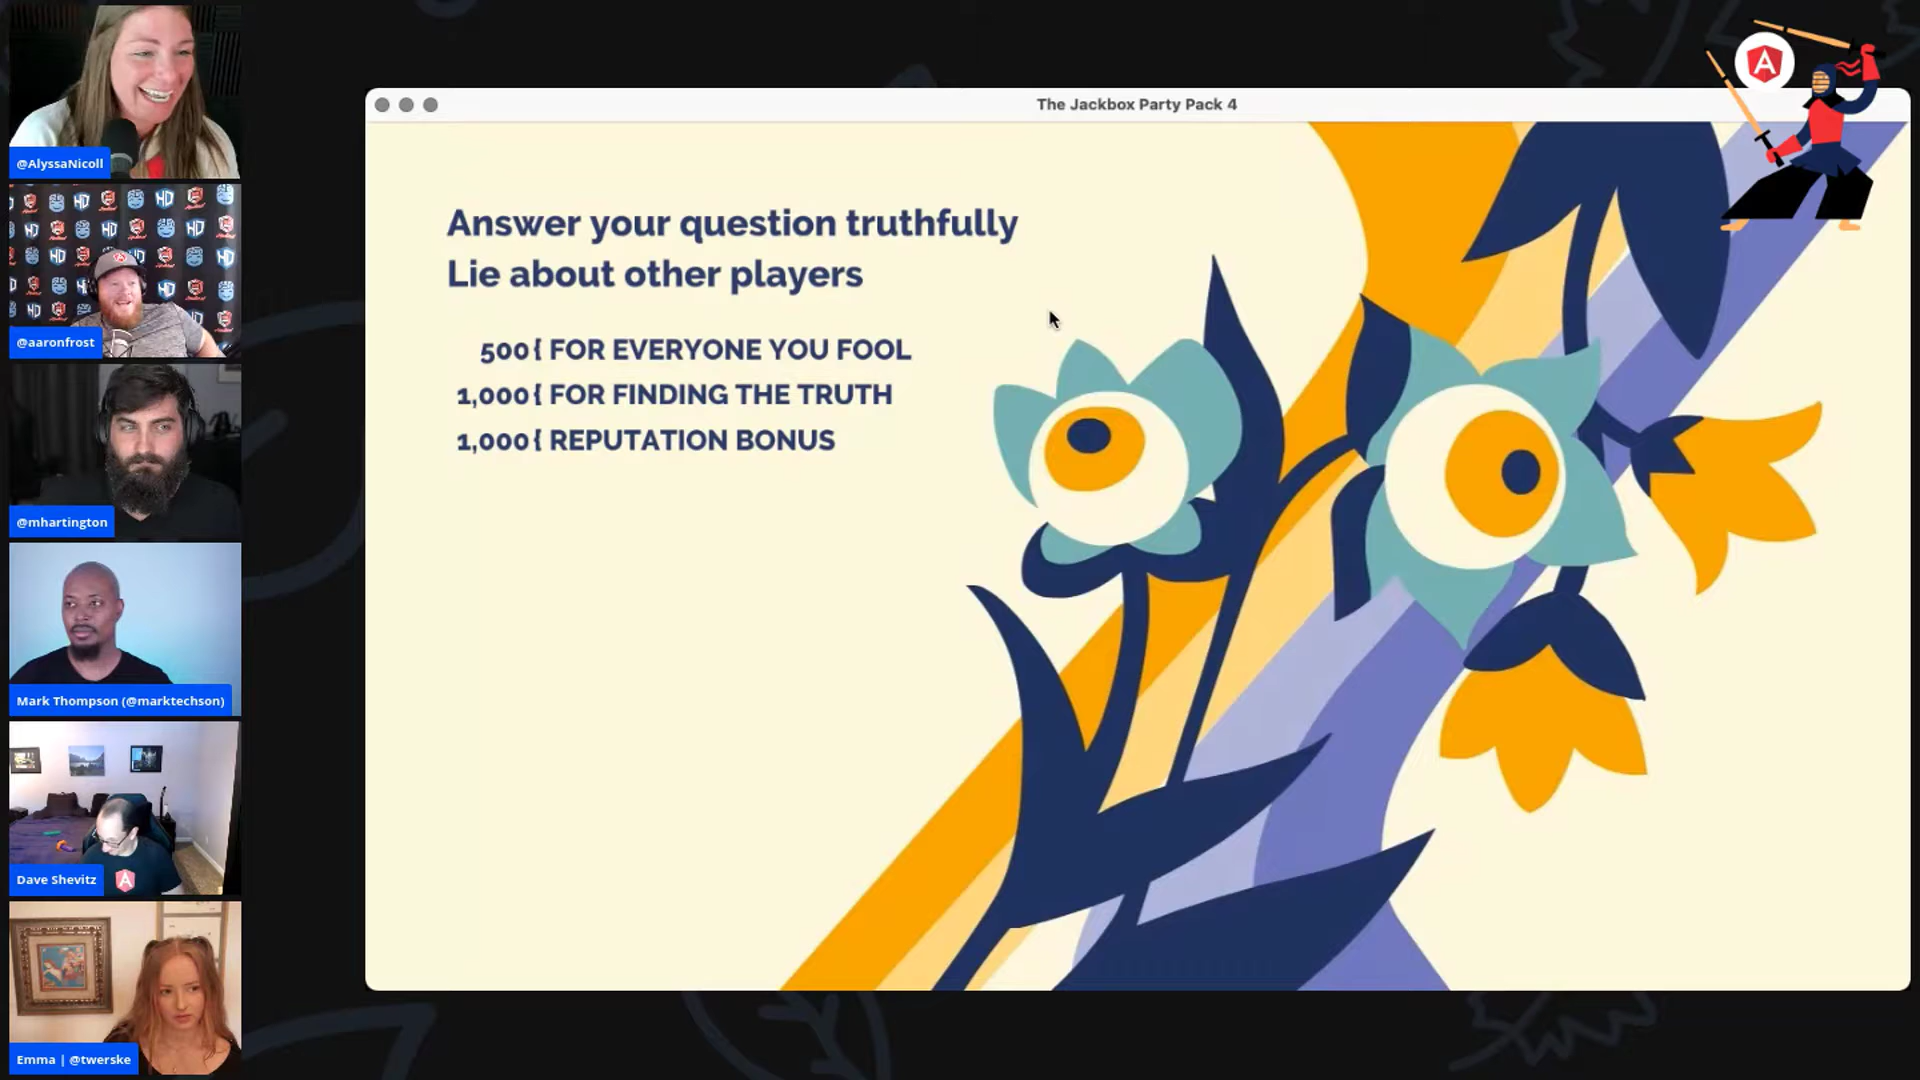 @AlyssaNicoll
@aaronfrost
@mhartington
Mark Thompson (@marktechson)
Dave Shevitz
Emma | @twerske
The Jackbox Party Pack 4
A
Answer your question truthfully
Lie about other players
500{ FOR EVERYONE YOU FOOL
1,000{ FOR FINDING THE TRUTH
1,000{ REPUTATION BONUS
HD
A